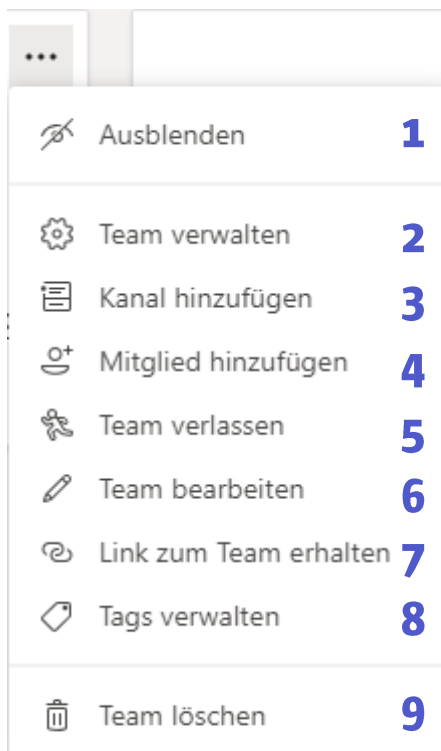 Ausblenden 1
Team verwalten 2
Kanal hinzufügen 3
Mitglied hinzufügen 4
Team verlassen 5
Team bearbeiten 6
Link zum Team erhalten 7
Tags verwalten 8
Team löschen 9